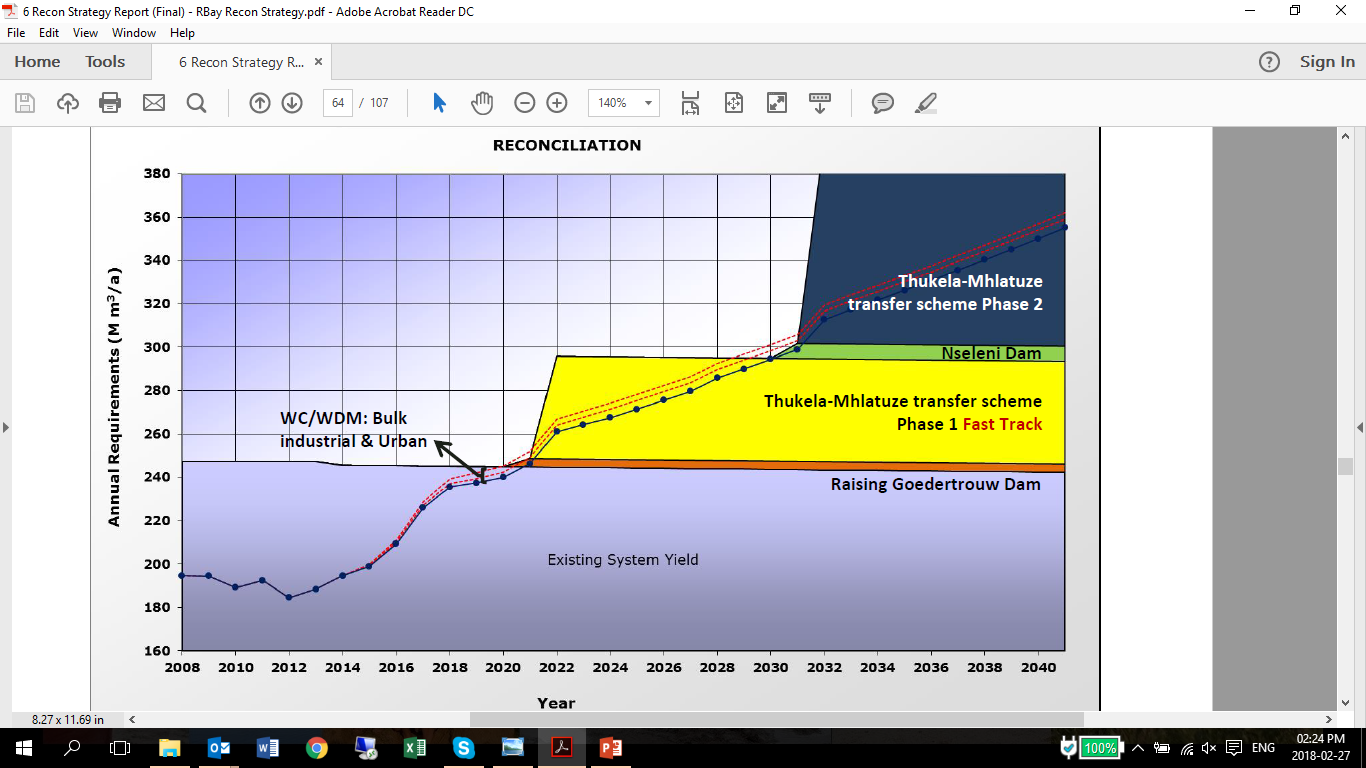 6 Recon Strategy Report (Final) - RBay Recon Strategy.pdf - Adobe Acrobat Reader DC
File Edit View Window Help
Home Tools 6 Recon Strategy R... × ? Sign In
64 / 107 140%
RECONCILIATION
Annual Requirements (M m³/a)
380
360
340
320
300
280
260
240
220
200
180
160
Thukela-Mhlatuze
transfer scheme Phase 2
Nseleni Dam
Thukela-Mhlatuze transfer scheme
Phase 1 Fast Track
WC/WDM: Bulk
industrial & Urban
Raising Goedertrouw Dam
Existing System Yield
2008 2010 2012 2014 2016 2018 2020 2022 2024 2026 2028 2030 2032 2034 2036 2038 2040
Year
8.27 x 11.69 in
100% ENG
02:24 PM
2018-02-27